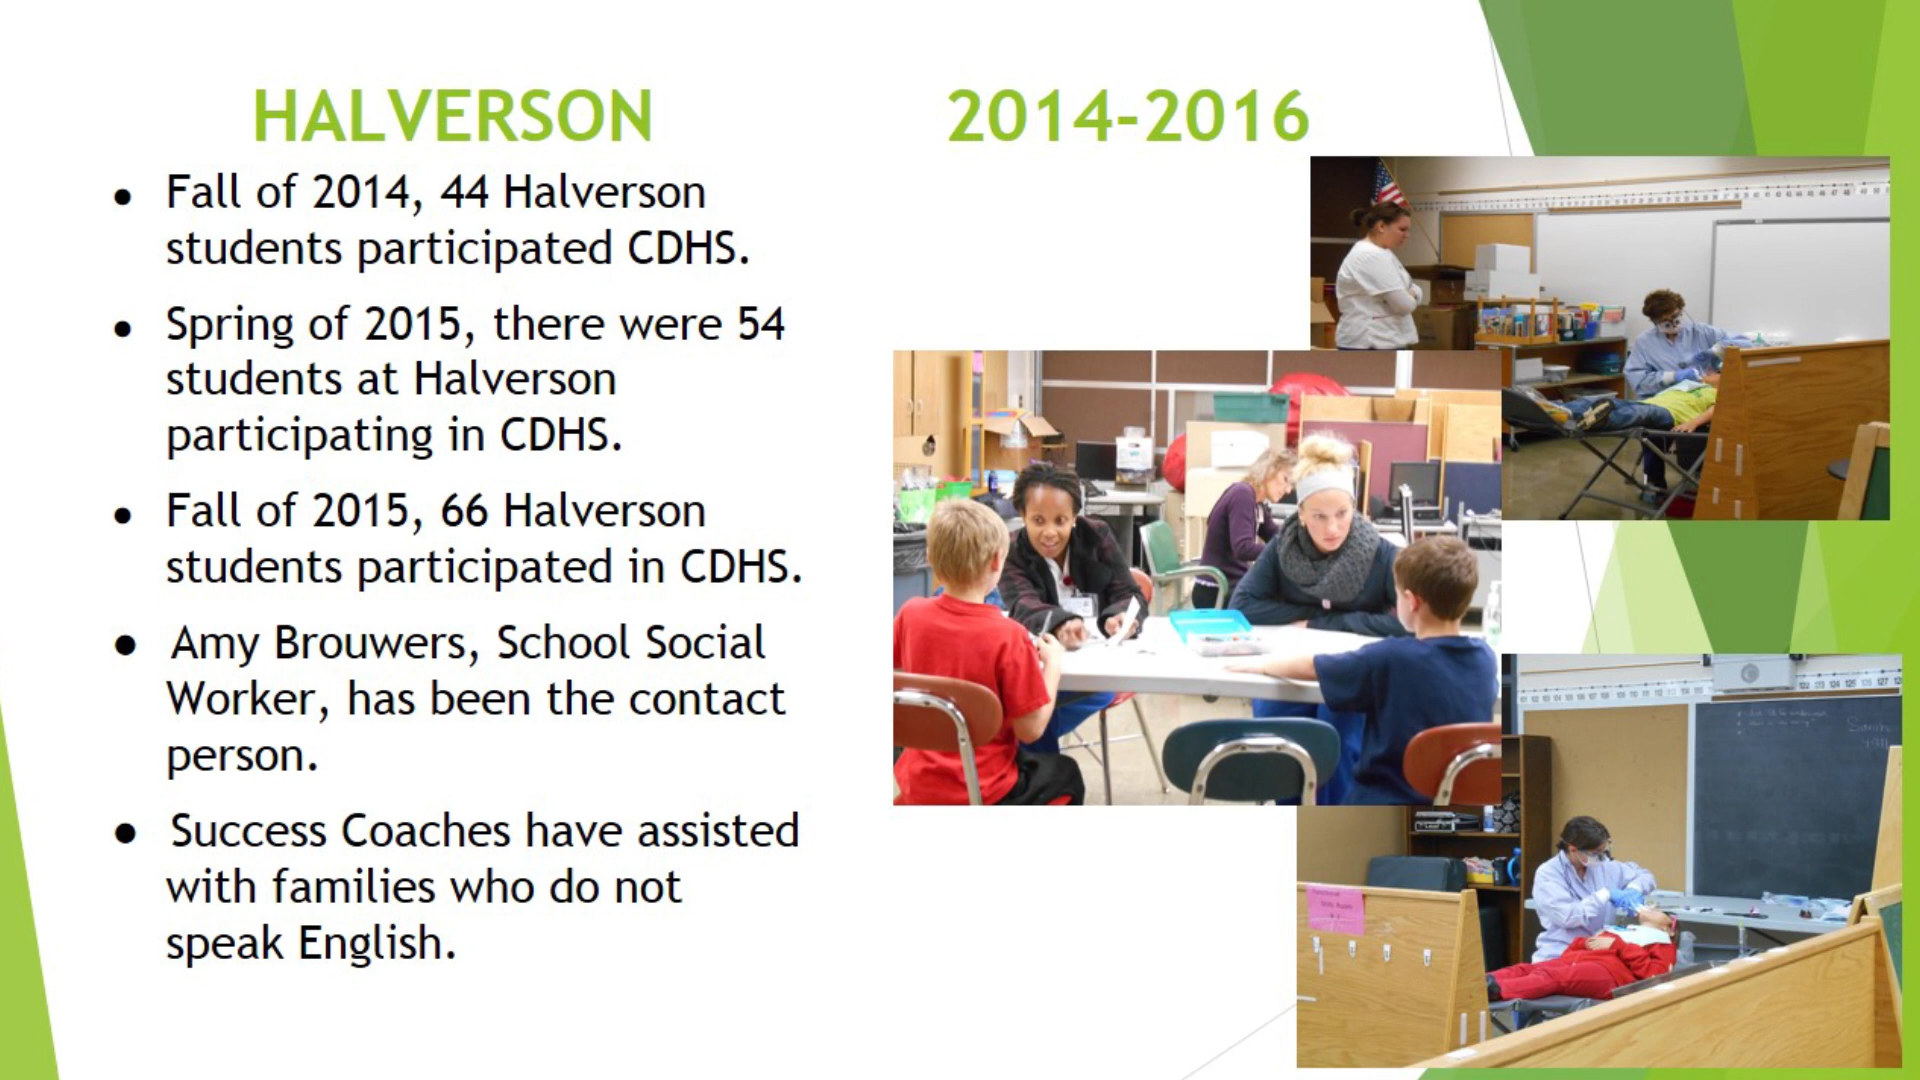 HALVERSON 2014-2016
● Fall of 2014, 44 Halverson
students participated CDHS.
● Spring of 2015, there were 54
students at Halverson
participating in CDHS.
● Fall of 2015, 66 Halverson
students participated in CDHS.
● Amy Brouwers, School Social
Worker, has been the contact
person.
● Success Coaches have assisted
with families who do not
speak English.